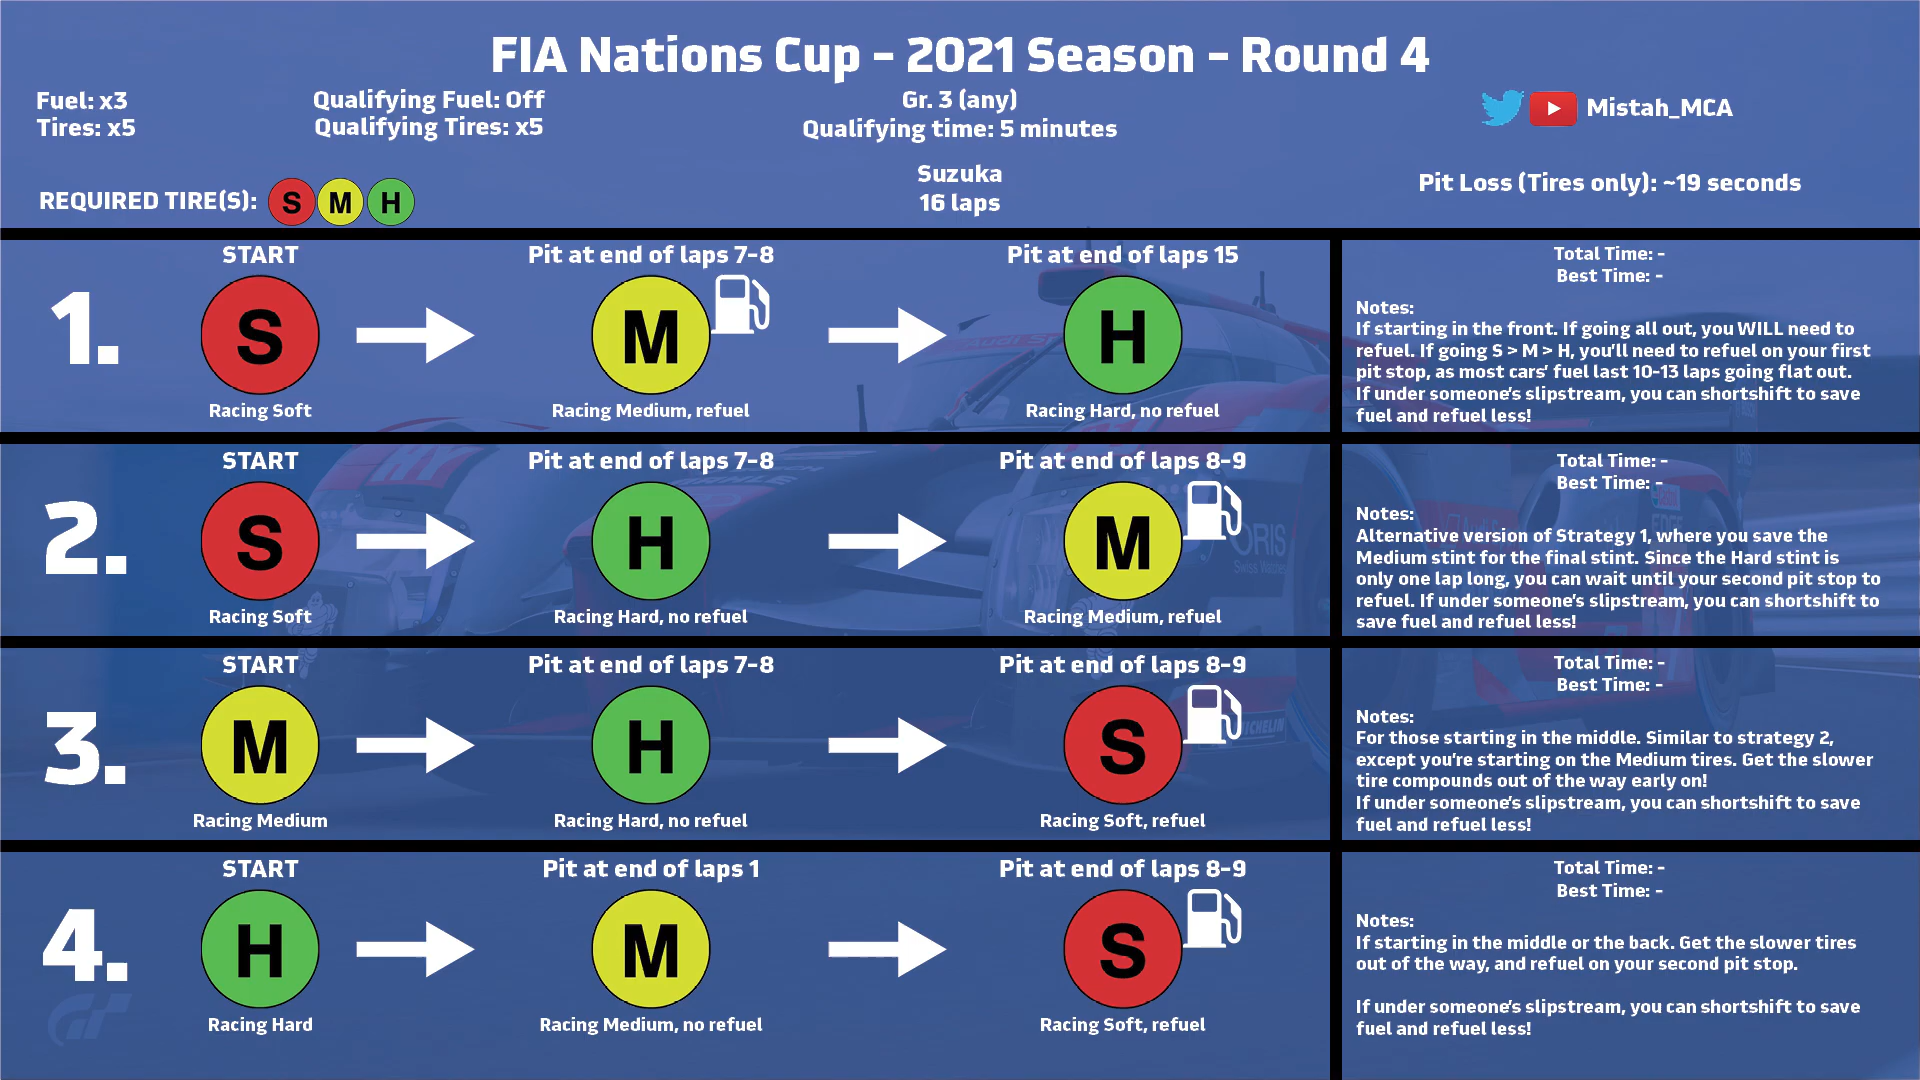 FIA Nations Cup - 2021 Season - Round 4
Fuel: x3
Tires: x5
Qualifying Fuel: Off
Qualifying Tires: x5
Gr. 3 (any)
Qualifying time: 5 minutes
Mistah_MCA
Suzuka
16 laps
Pit Loss (Tires only): ~19 seconds
REQUIRED TIRE(S): S M H
1.
START
S
Racing Soft
Pit at end of laps 7-8
M
Racing Medium, refuel
Pit at end of laps 15
H
Racing Hard, no refuel
Total Time: -
Best Time: -
Notes:
If starting in the front. If going all out, you WILL need to
refuel. If going S > M > H, you'll need to refuel on your first
pit stop, as most cars' fuel last 10-13 laps going flat out.
If under someone's slipstream, you can shortshift to save
fuel and refuel less!
2.
START
S
Racing Soft
Pit at end of laps 7-8
H
Racing Hard, no refuel
Pit at end of laps 8-9
M
Racing Medium, refuel
Total Time: -
Best Time: -
Notes:
Alternative version of Strategy 1, where you save the
Medium stint for the final stint. Since the Hard stint is
only one lap long, you can wait until your second pit stop to
refuel. If under someone's slipstream, you can shortshift to
save fuel and refuel less!
3.
START
M
Racing Medium
Pit at end of laps 7-8
H
Racing Hard, no refuel
Pit at end of laps 8-9
S
Racing Soft, refuel
Total Time: -
Best Time: -
Notes:
For those starting in the middle. Similar to strategy 2,
except you're starting on the Medium tires. Get the slower
tire compounds out of the way early on!
If under someone's slipstream, you can shortshift to save
fuel and refuel less!
4.
START
H
Racing Hard
Pit at end of laps 1
M
Racing Medium, no refuel
Pit at end of laps 8-9
S
Racing Soft, refuel
Total Time: -
Best Time: -
Notes:
If starting in the middle or the back. Get the slower tires
out of the way, and refuel on your second pit stop.
If under someone's slipstream, you can shortshift to save
fuel and refuel less!